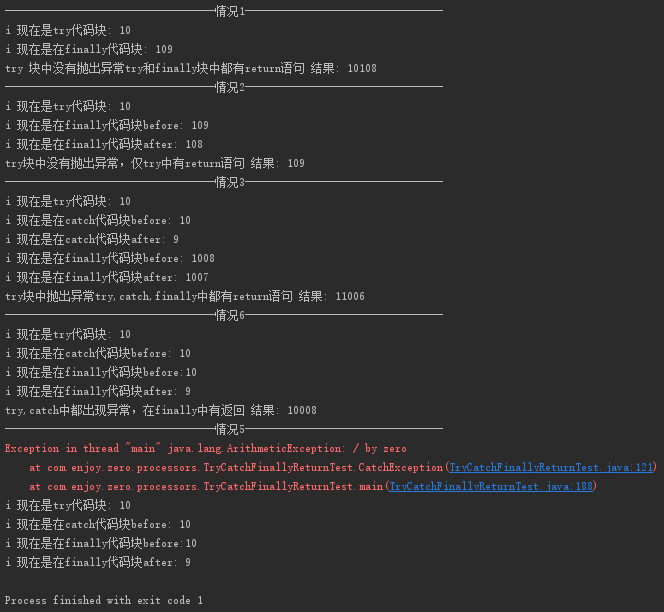 ————————————————情况1————————————————
i 现在是try代码块: 10
i 现在是在finally代码块: 109
try 块中没有抛出异常try和finally块中都有return语句 结果: 10108
————————————————情况2————————————————
i 现在是try代码块: 10
i 现在是在finally代码块before: 109
i 现在是在finally代码块after: 108
try块中没有抛出异常，仅try中有return语句 结果: 109
————————————————情况3————————————————
i 现在是try代码块: 10
i 现在是在catch代码块before: 10
i 现在是在catch代码块after: 9
i 现在是在finally代码块before: 1008
i 现在是在finally代码块after: 1007
try块中抛出异常try,catch,finally中都有return语句 结果: 11006
————————————————情况6————————————————
i 现在是try代码块: 10
i 现在是在catch代码块before: 10
i 现在是在finally代码块before:10
i 现在是在finally代码块after: 9
try,catch中都出现异常，在finally中有返回 结果: 10008
————————————————情况5————————————————
Exception in thread "main" java.lang.ArithmeticException: / by zero
at com.enjoy.zero.processors.TryCatchFinallyReturnTest.CatchException(TryCatchFinallyReturnTest.java:121)
at com.enjoy.zero.processors.TryCatchFinallyReturnTest.main(TryCatchFinallyReturnTest.java:188)
i 现在是try代码块: 10
i 现在是在catch代码块before: 10
i 现在是在finally代码块before:10
i 现在是在finally代码块after: 9
Process finished with exit code 1